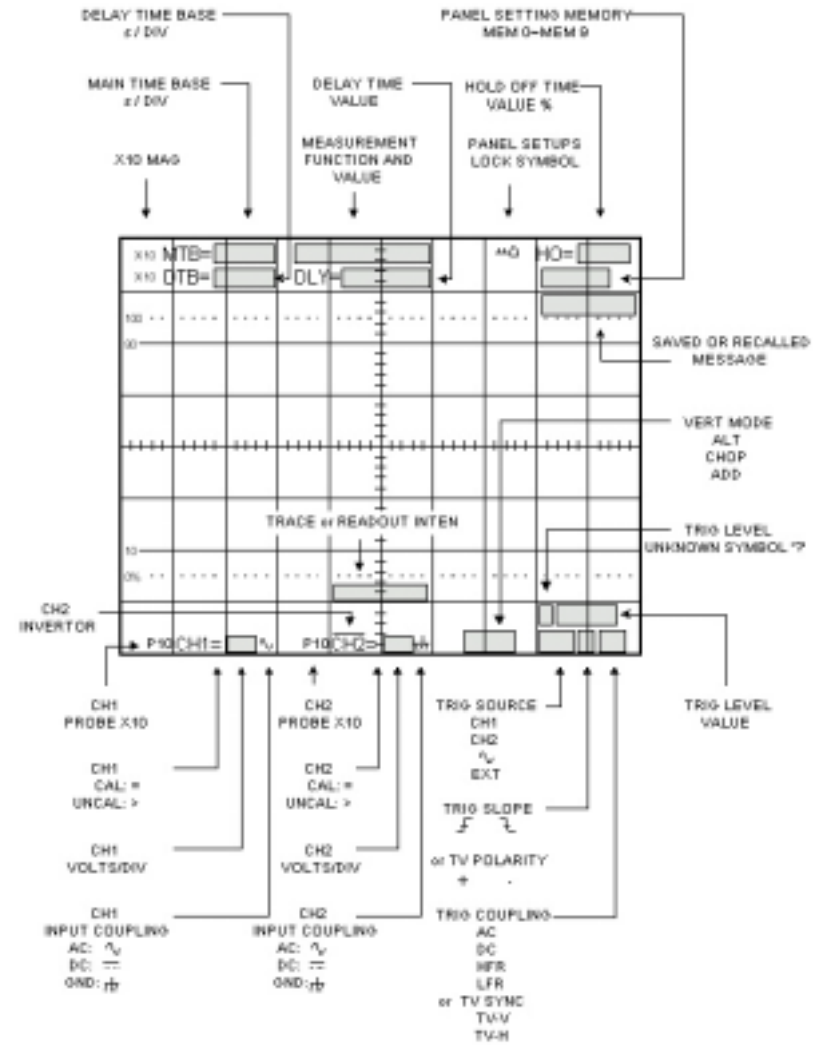 DELAY TIME BASE
s / DIV
PANEL SETTING MEMORY
MEM 0-MEM 9
MAIN TIME BASE
s / DIV
DELAY TIME
VALUE
HOLD OFF TIME
VALUE %
X10 MAG
MEASUREMENT
FUNCTION AND
VALUE
PANEL SETUPS
LOCK SYMBOL
X10 MTB=
HO=
X10 DTB=
DLY=
100
90
SAVED OR RECALLED
MESSAGE
VERT MODE
ALT
CHOP
ADD
TRACE or READOUT INTEN
TRIG LEVEL
UNKNOWN SYMBOL "?
10
0%
CH2
INVERTOR
P10 CH1=
P10 CH2=
CH1
PROBE X10
CH2
PROBE X10
TRIG SOURCE
CH1
CH2
EXT
TRIG LEVEL
VALUE
CH1
CAL: =
UNCAL: >
CH2
CAL: =
UNCAL: >
TRIG SLOPE
CH1
VOLTS/DIV
CH2
VOLTS/DIV
or TV POLARITY
+ -
CH1
INPUT COUPLING
AC:
DC:
GND:
CH2
INPUT COUPLING
AC:
DC:
GND:
TRIG COUPLING
AC
DC
HFR
LFR
or TV SYNC
TV-V
TV-H